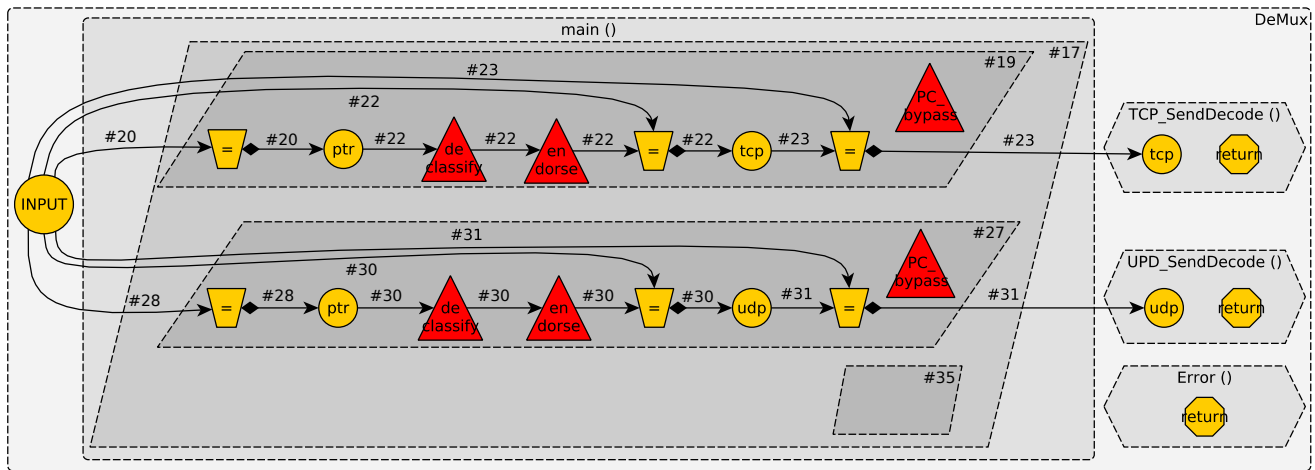 DeMux
main ()
#17
#19
#23
PC_
bypass
#22
TCP_SendDecode ()
#20
= #20 ptr #22 de
classify #22 en
dorse #22 = #22 tcp #23 = #23 tcp return
INPUT
#27
#31
PC_
bypass
#30
UPD_SendDecode ()
#28
= #28 ptr #30 de
classify #30 en
dorse #30 = #30 udp #31 = #31 udp return
#35
Error ()
return